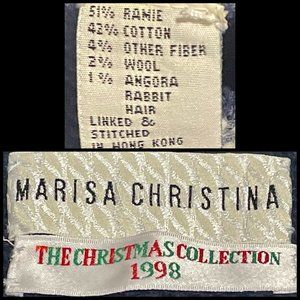 51% RAMIE
42% COTTON
4% OTHER FIBER
2% WOOL
1% ANGORA
RABBIT
HAIR
LINKED &
STITCHED
IN HONG KONG
MARISA CHRISTINA
THE CHRISTMAS COLLECTION
1998